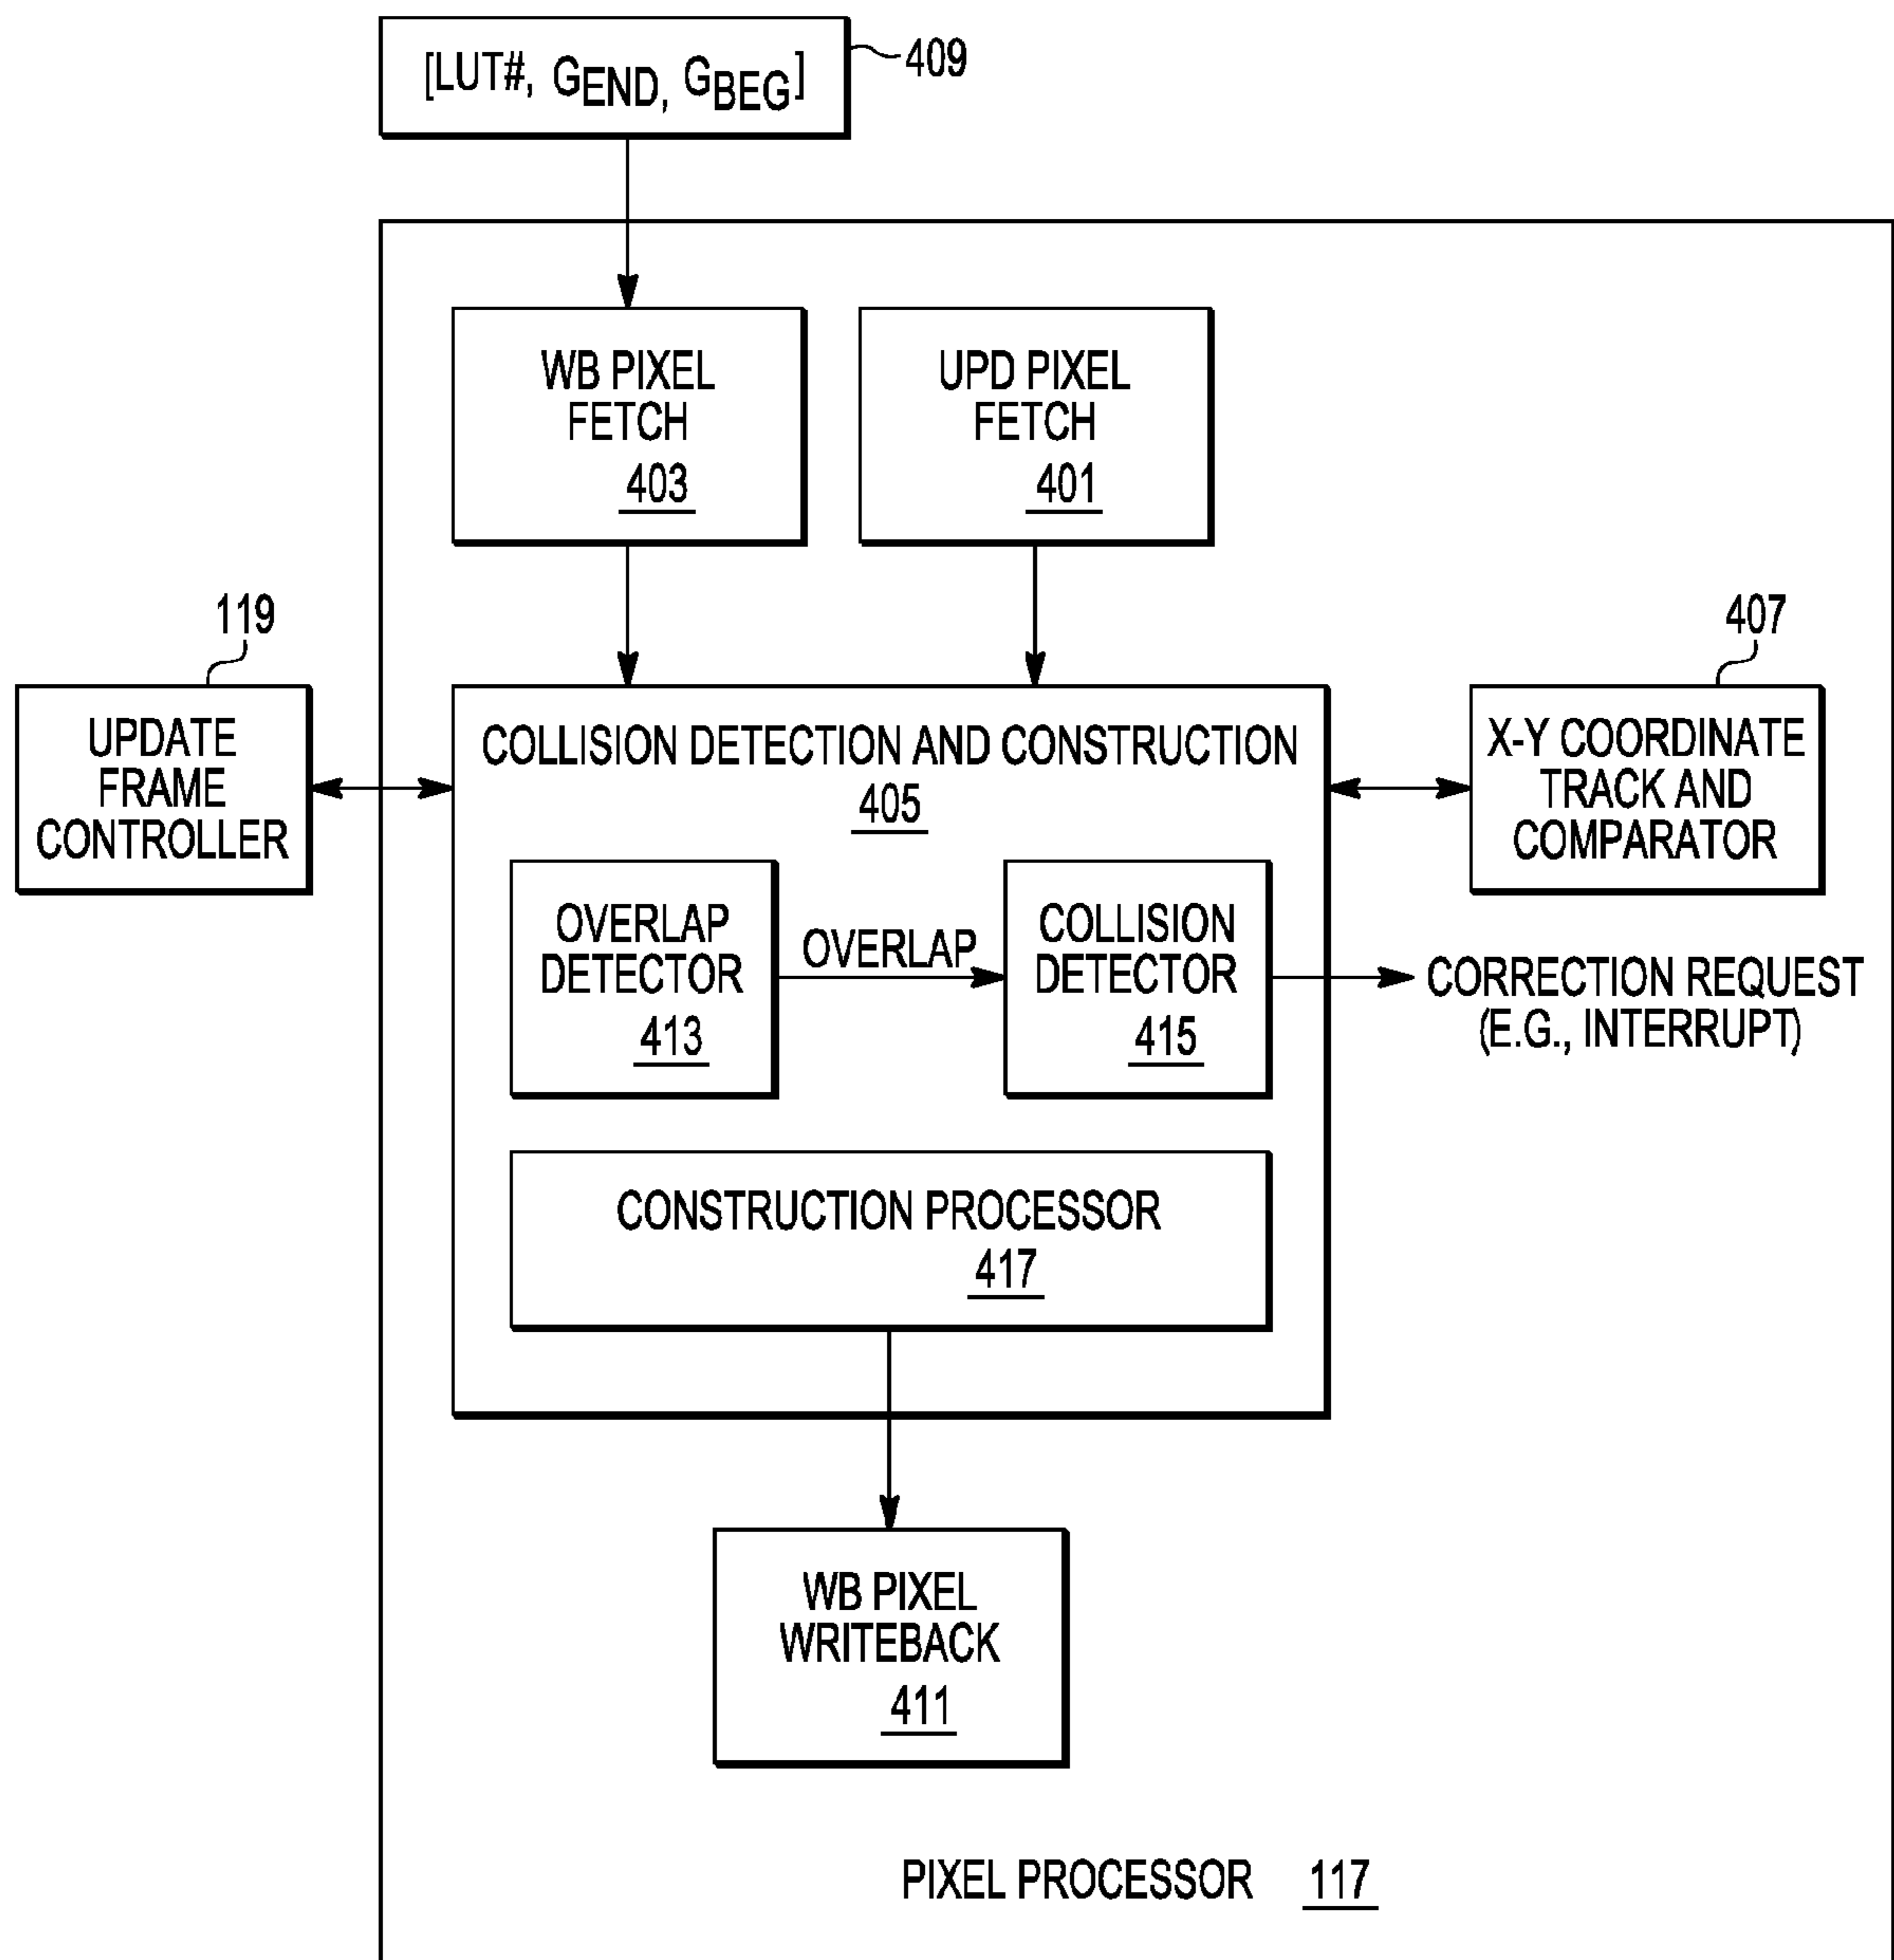 [LUT#, GEND, GBEG]
409
WB PIXEL
FETCH
403
UPD PIXEL
FETCH
401
119
407
UPDATE
FRAME
CONTROLLER
COLLISION DETECTION AND CONSTRUCTION
405
X-Y COORDINATE
TRACK AND
COMPARATOR
OVERLAP
DETECTOR
413
OVERLAP
COLLISION
DETECTOR
415
CORRECTION REQUEST
(E.G., INTERRUPT)
CONSTRUCTION PROCESSOR
417
WB PIXEL
WRITEBACK
411
PIXEL PROCESSOR 117